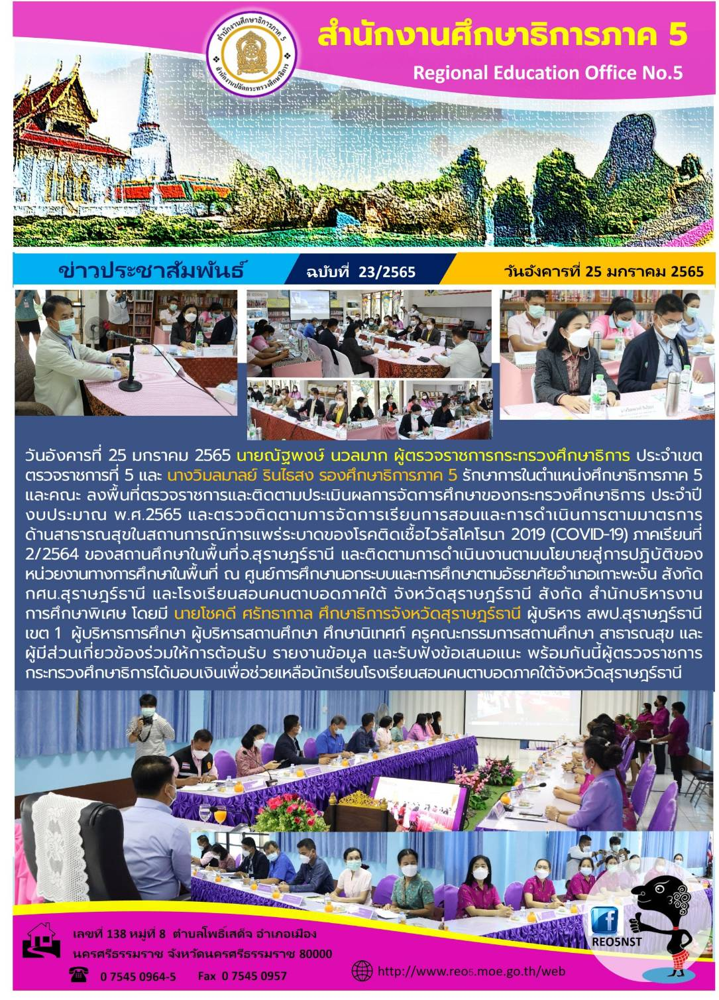 สำนักงานศึกษาธิการภาค 5
สำนักงานปลัดกระทรวงศึกษาธิการ
สำนักงานศึกษาธิการภาค 5
Regional Education Office No.5
ข่าวประชาสัมพันธ์
ฉบับที่ 23/2565
วันอังคารที่ 25 มกราคม 2565
วันอังคารที่ 25 มกราคม 2565 นายณัฐพงษ์ นวลมาก ผู้ตรวจราชการกระทรวงศึกษาธิการ ประจำเขต
ตรวจราชการที่ 5 และ นางวิมลมาลย์ รินไธสง รองศึกษาธิการภาค 5 รักษาการในตำแหน่งศึกษาธิการภาค 5
และคณะ ลงพื้นที่ตรวจราชการและติดตามประเมินผลการจัดการศึกษาของกระทรวงศึกษาธิการ ประจำปี
งบประมาณ พ.ศ.2565 และตรวจติดตามการจัดการเรียนการสอนและการดำเนินการตามมาตรการ
ด้านสาธารณสุขในสถานการณ์การแพร่ระบาดของโรคติดเชื้อไวรัสโคโรนา 2019 (COVID-19) ภาคเรียนที่
2/2564 ของสถานศึกษาในพื้นที่จ.สุราษฎร์ธานี และติดตามการดำเนินงานตามนโยบายสู่การปฏิบัติของ
หน่วยงานทางการศึกษาในพื้นที่ ณ ศูนย์การศึกษานอกระบบและการศึกษาตามอัธยาศัยอำเภอเกาะพะงัน สังกัด
กศน.สุราษฎร์ธานี และโรงเรียนสอนคนตาบอดภาคใต้ จังหวัดสุราษฎร์ธานี สังกัด สำนักบริหารงาน
การศึกษาพิเศษ โดยมี นายโชคดี ศรัทธากาล ศึกษาธิการจังหวัดสุราษฎร์ธานี ผู้บริหาร สพป.สุราษฎร์ธานี
เขต 1 ผู้บริหารการศึกษา ผู้บริหารสถานศึกษา ศึกษานิเทศก์ ครูคณะกรรมการสถานศึกษา สาธารณสุข และ
ผู้มีส่วนเกี่ยวข้องร่วมให้การต้อนรับ รายงานข้อมูล และรับฟังข้อเสนอแนะ พร้อมกันนี้ผู้ตรวจราชการ
กระทรวงศึกษาธิการได้มอบเงินเพื่อช่วยเหลือนักเรียนโรงเรียนสอนคนตาบอดภาคใต้จังหวัดสุราษฎร์ธานี
REO5NST
เลขที่ 138 หมู่ที่ 8 ตำบลโพธิ์เสด็จ อำเภอเมือง
นครศรีธรรมราช จังหวัดนครศรีธรรมราช 80000
0 7545 0964-5 Fax 0 7545 0957
http://www.reo5.moe.go.th/web